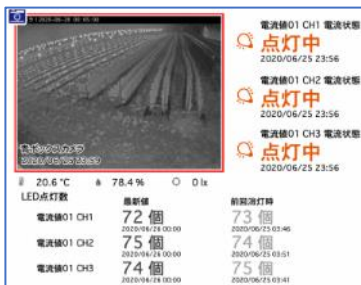 2020/06/26 00:05:00
電流値01 CH1 電流状態
点灯中
2020/06/25 23:56
電流値01 CH2 電流状態
点灯中
2020/06/25 23:56
電流値01 CH3 電流状態
点灯中
2020/06/25 23:56
青ボックスカメラ
2020/06/25 23:59
20.6 °C 78.4 % 0 lx
LED点灯数
最新値 前回消灯時
電流値01 CH1 72 個 73 個
2020/06/26 00:00 2020/06/25 03:46
電流値01 CH2 75 個 74 個
2020/06/26 00:00 2020/06/25 03:51
電流値01 CH3 74 個 75 個
2020/06/26 00:00 2020/06/25 03:41